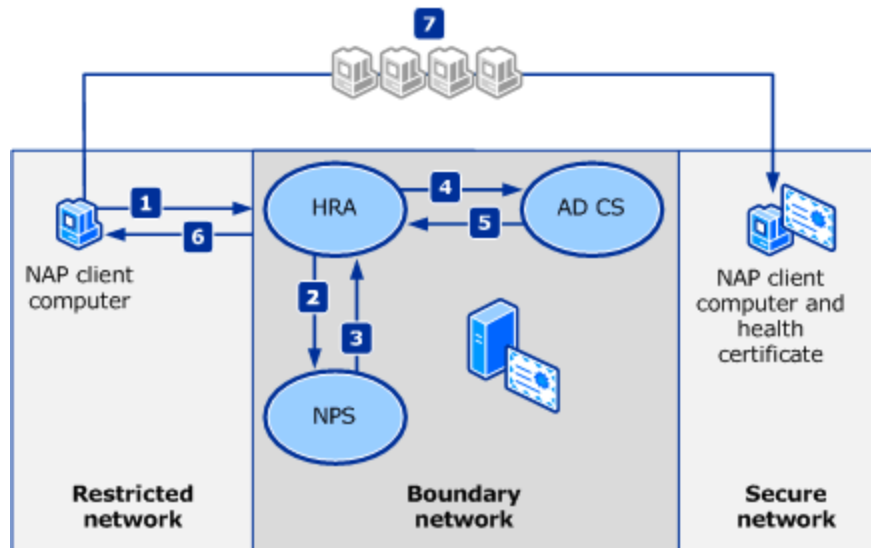 7
1
6
NAP client
computer
HRA
4
5
AD CS
2
3
NPS
NAP client
computer and
health
certificate
Restricted
network
Boundary
network
Secure
network